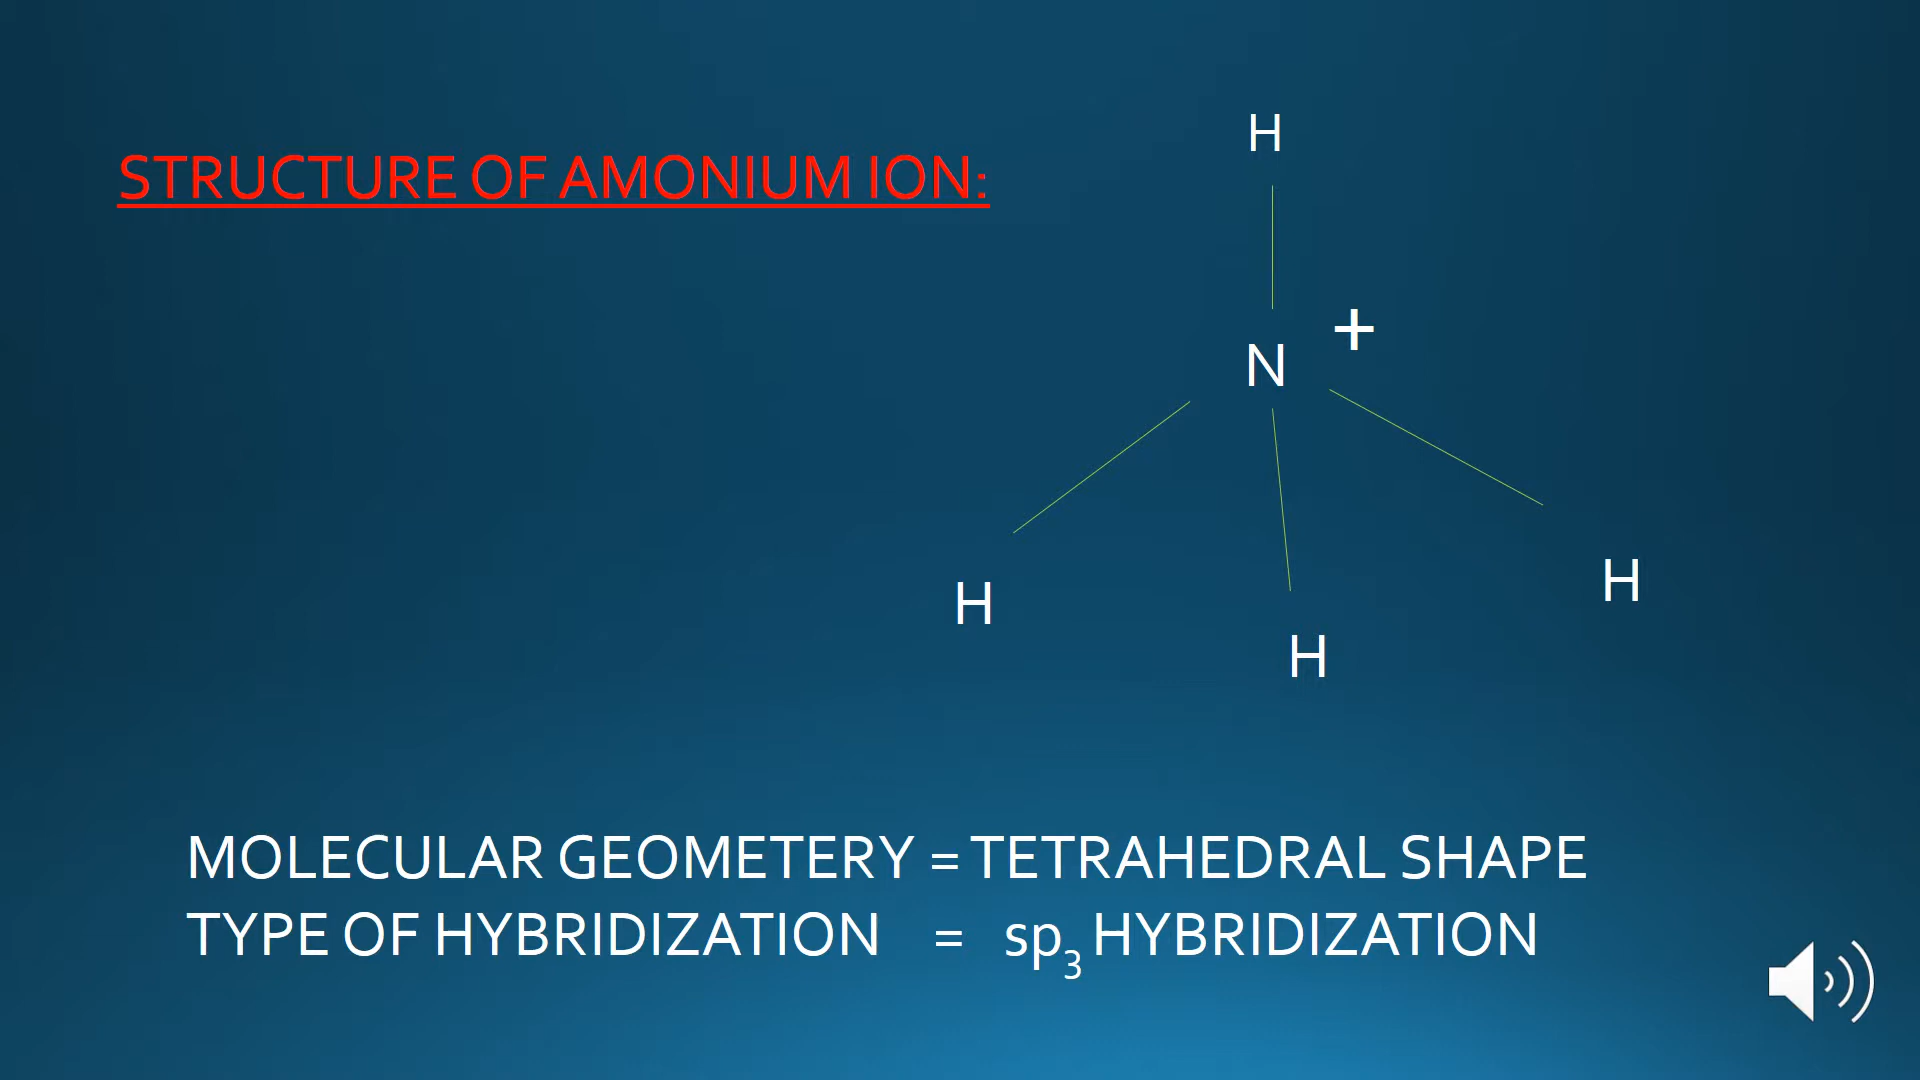 H
STRUCTURE OF AMONIUM ION:
+
N
H
H
H
MOLECULAR GEOMETERY = TETRAHEDRAL SHAPE
TYPE OF HYBRIDIZATION = sp₃ HYBRIDIZATION